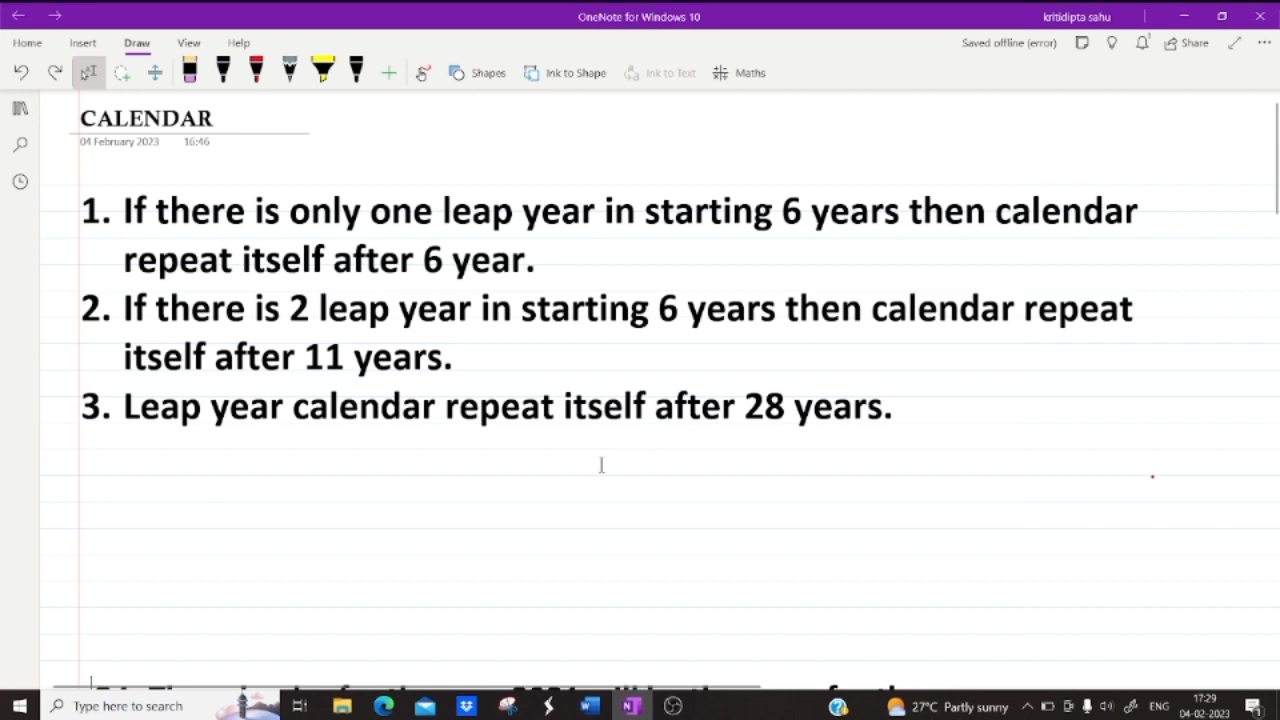 OneNote for Windows 10
kritidipta sahu
Home Insert Draw View Help
Saved offline (error) Share
Shapes Ink to Shape Ink to Text Maths
CALENDAR
04 February 2023 16:46
1. If there is only one leap year in starting 6 years then calendar
repeat itself after 6 year.
2. If there is 2 leap year in starting 6 years then calendar repeat
itself after 11 years.
3. Leap year calendar repeat itself after 28 years.
Type here to search
27°C Partly sunny
ENG
17:29
04-02-2023